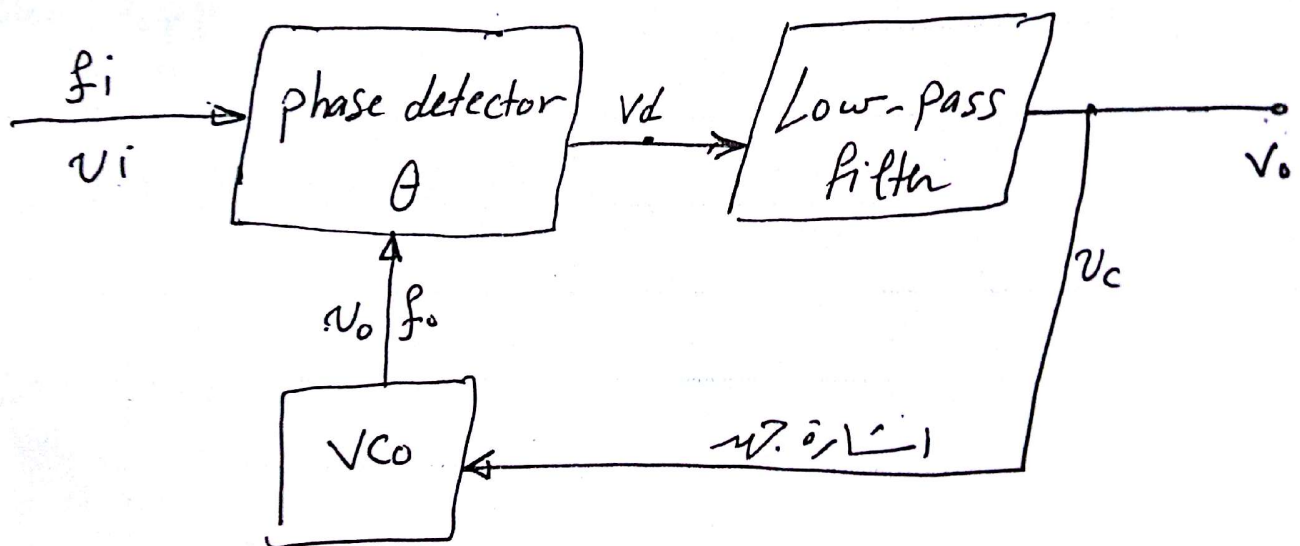 fi
vi
phase detector
θ
vd
Low-pass
filter
Vo
vc
vo fo
VCo
اشارة